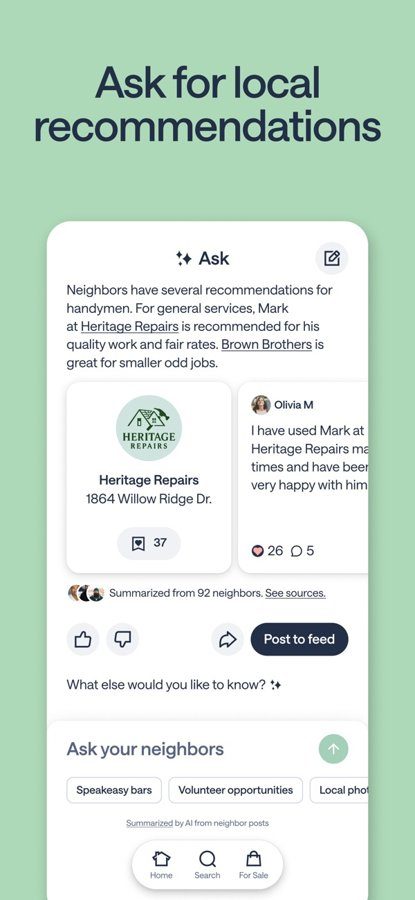 Ask for local
recommendations
Ask
Neighbors have several recommendations for
handymen. For general services, Mark
at Heritage Repairs is recommended for his
quality work and fair rates. Brown Brothers is
great for smaller odd jobs.
HERITAGE
REPAIRS
Heritage Repairs
1864 Willow Ridge Dr.
37
Olivia M
I have used Mark at
Heritage Repairs ma
times and have beer
very happy with him
26 5
Summarized from 92 neighbors. See sources.
Post to feed
What else would you like to know?
Ask your neighbors
Speakeasy bars
Volunteer opportunities
Local phot
Summarized by AI from neighbor posts
Home
Search
For Sale